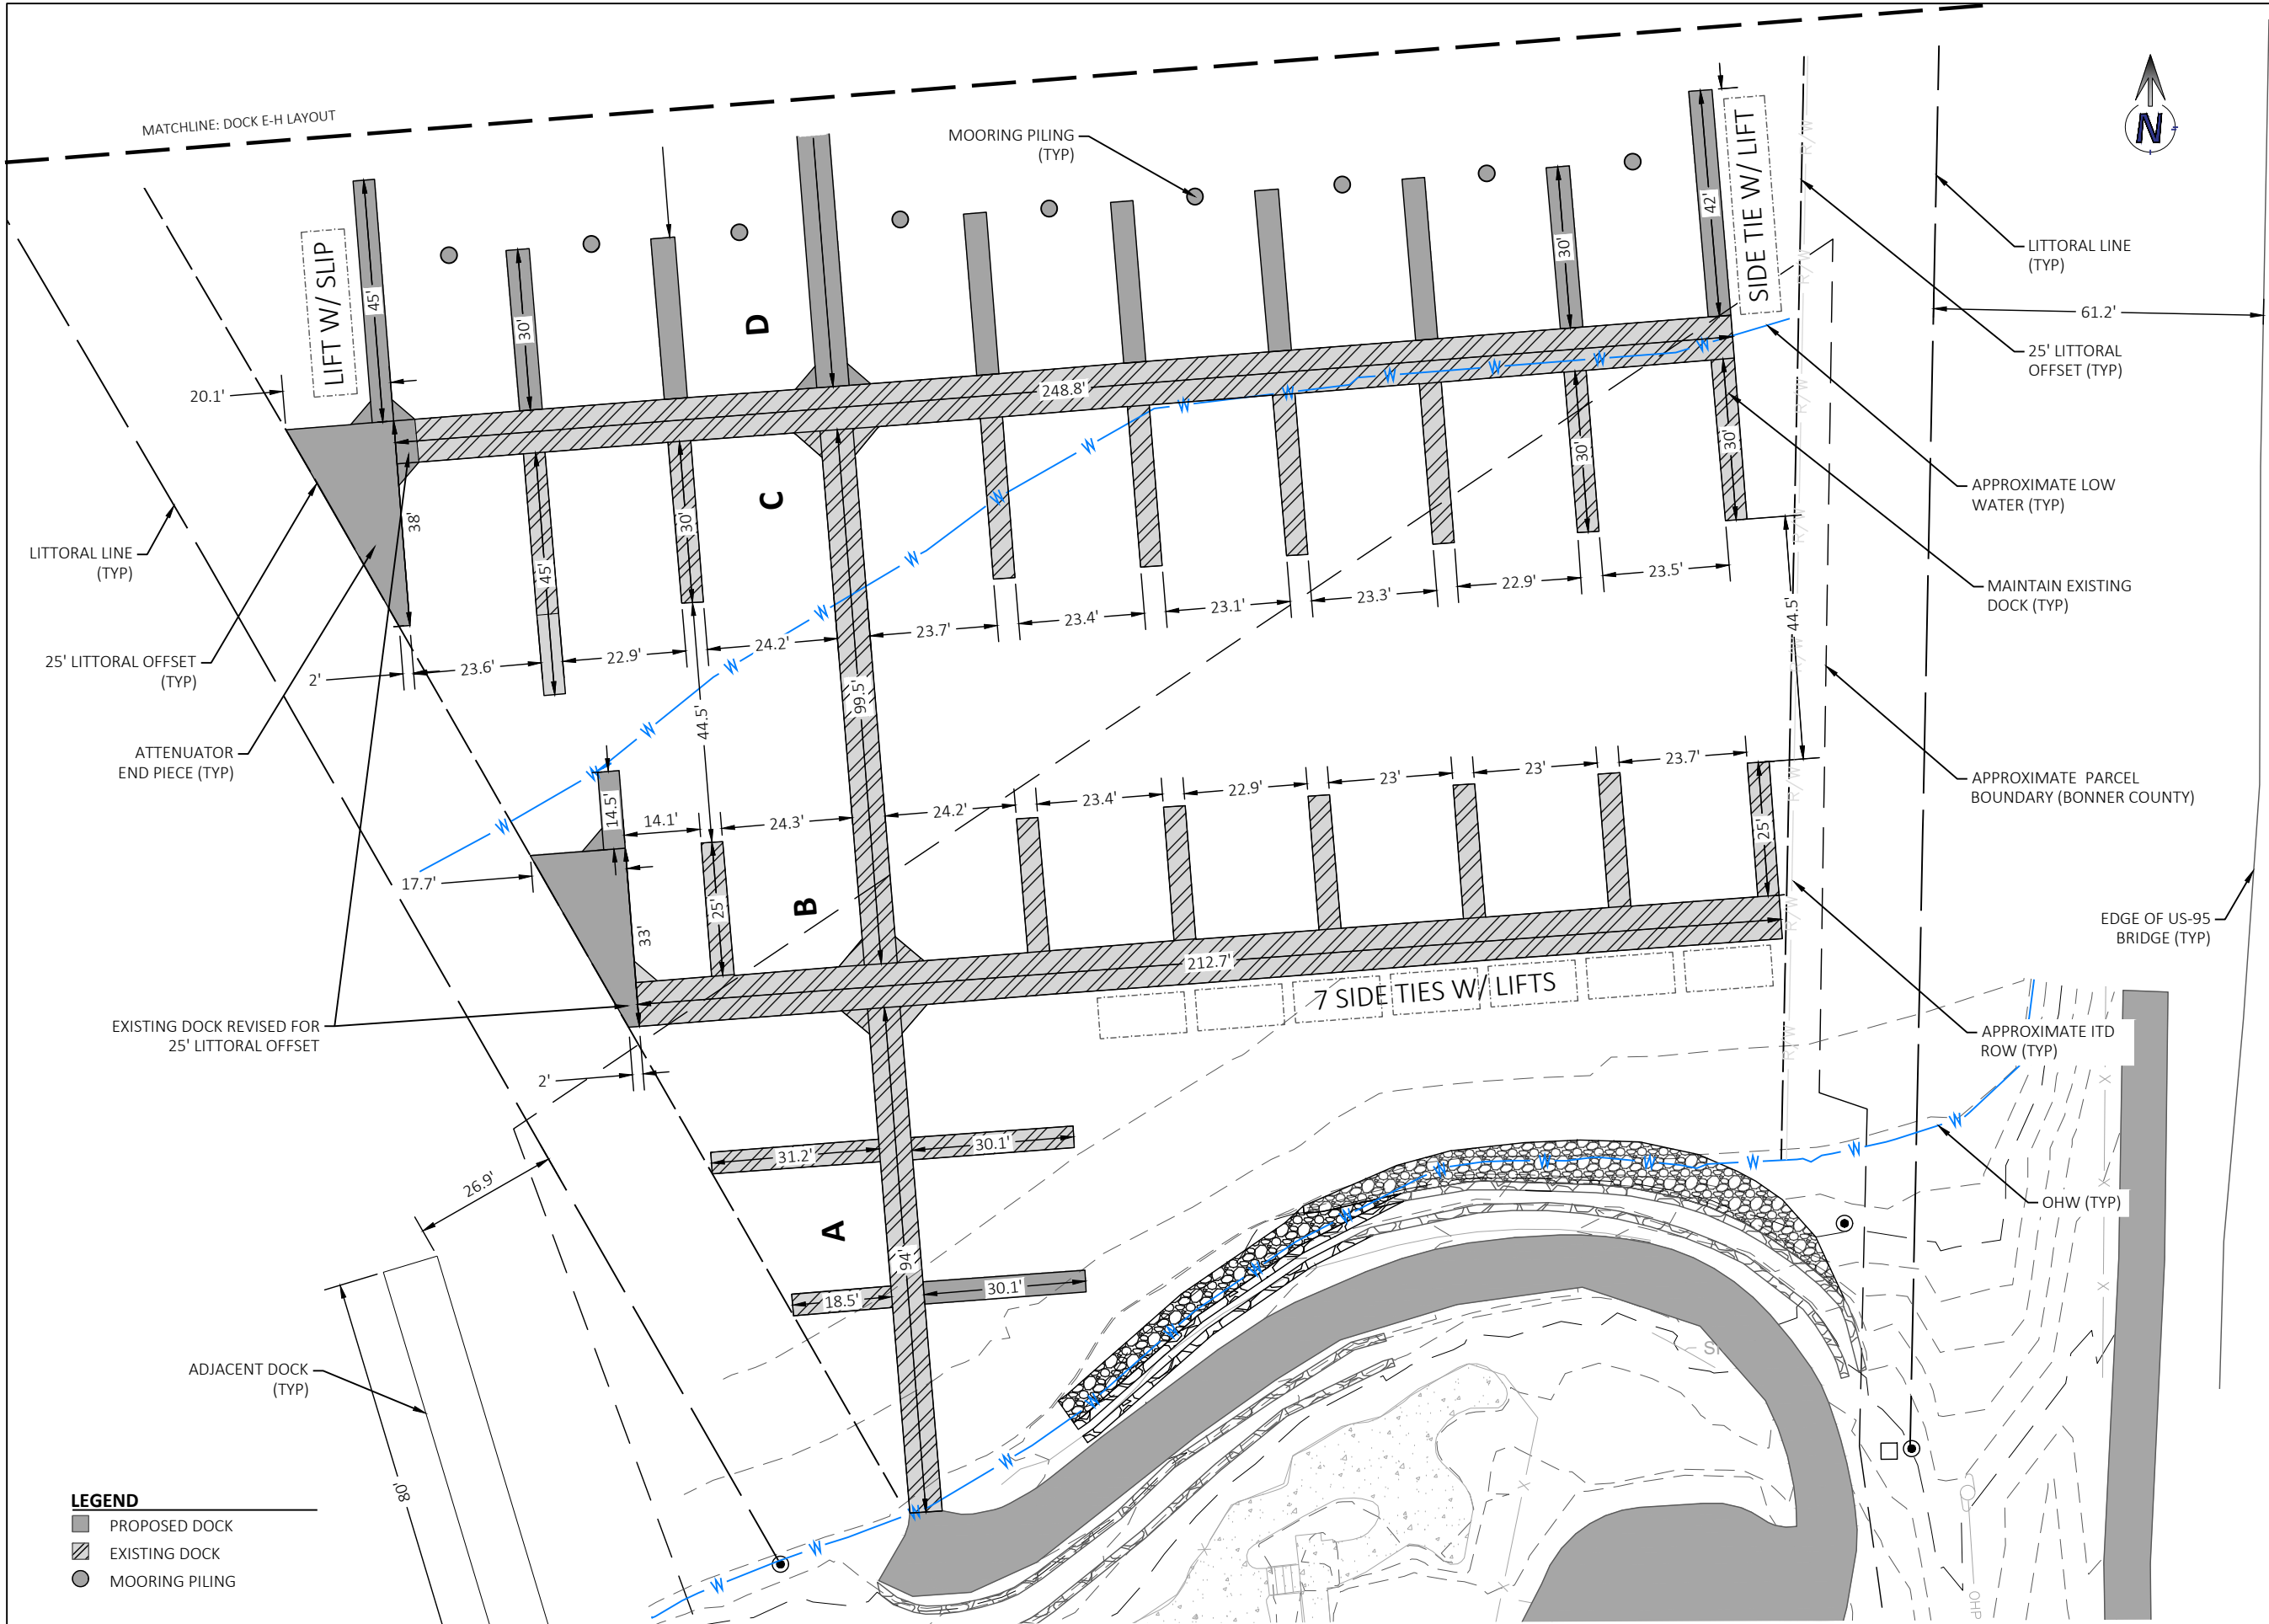 MATCHLINE: DOCK E-H LAYOUT
MOORING PILING
(TYP)
N
LIFT W/ SLIP
SIDE TIE W/ LIFT
R/W
R/W
R/W
R/W
R/W
R/W
R/W
R/W
R/W
LITTORAL LINE
(TYP)
61.2'
25' LITTORAL
OFFSET (TYP)
20.1'
45'
30'
D
30'
42'
248.8'
APPROXIMATE LOW
WATER (TYP)
C
38'
45'
30'
30'
30'
LITTORAL LINE
(TYP)
MAINTAIN EXISTING
DOCK (TYP)
25' LITTORAL OFFSET
(TYP)
2'
23.6'
22.9'
24.2'
23.7'
23.4'
23.1'
23.3'
22.9'
23.5'
44.5'
44.5'
99.5'
ATTENUATOR
END PIECE (TYP)
APPROXIMATE PARCEL
BOUNDARY (BONNER COUNTY)
14.5'
14.1'
24.3'
24.2'
23.4'
22.9'
23'
23'
23.7'
17.7'
33'
25'
B
25'
EDGE OF US-95
BRIDGE (TYP)
212.7'
7 SIDE TIES W/ LIFTS
EXISTING DOCK REVISED FOR
25' LITTORAL OFFSET
2'
APPROXIMATE ITD
ROW (TYP)
31.2'
30.1'
26.9'
A
94'
18.5'
30.1'
OHW (TYP)
ADJACENT DOCK
(TYP)
80'
LEGEND
PROPOSED DOCK
EXISTING DOCK
MOORING PILING
W W W W W W W W W W W W W W
W W W W W W W W W W W W W W
X
X
X
X
X
OHP